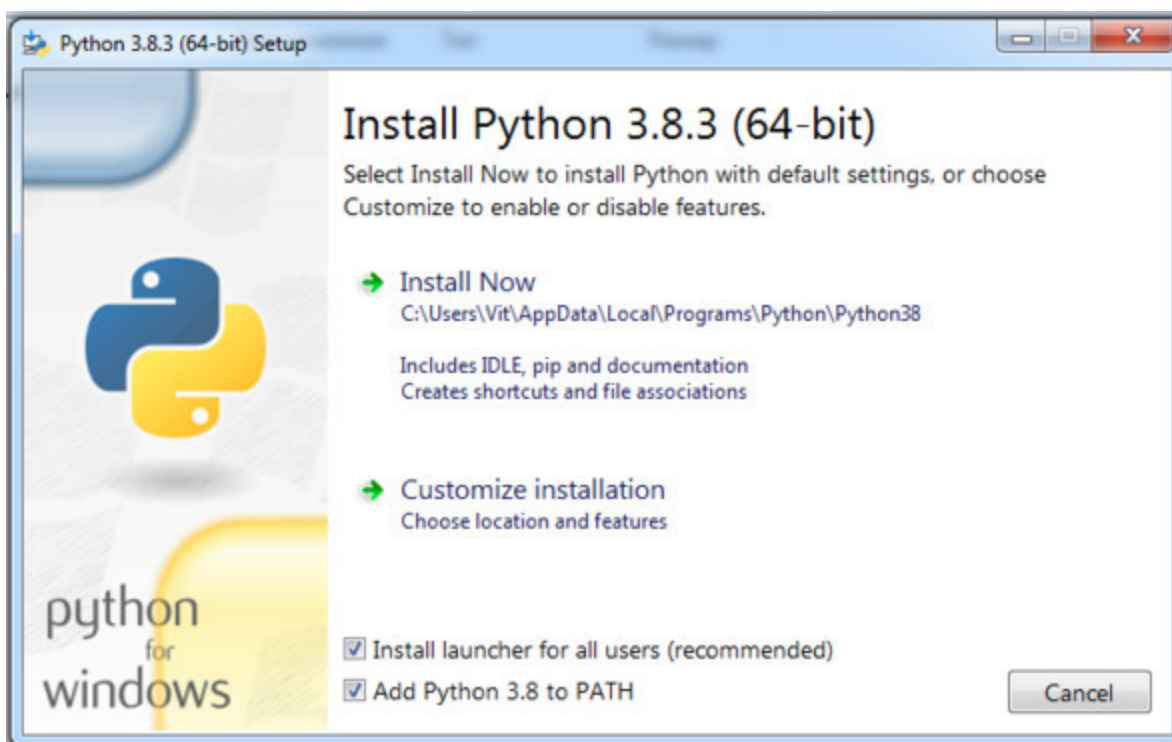 Python 3.8.3 (64-bit) Setup
Install Python 3.8.3 (64-bit)
Select Install Now to install Python with default settings, or choose
Customize to enable or disable features.
Install Now
C:\Users\Vit\AppData\Local\Programs\Python\Python38
Includes IDLE, pip and documentation
Creates shortcuts and file associations
Customize installation
Choose location and features
python
for
windows
Install launcher for all users (recommended)
Add Python 3.8 to PATH
Cancel